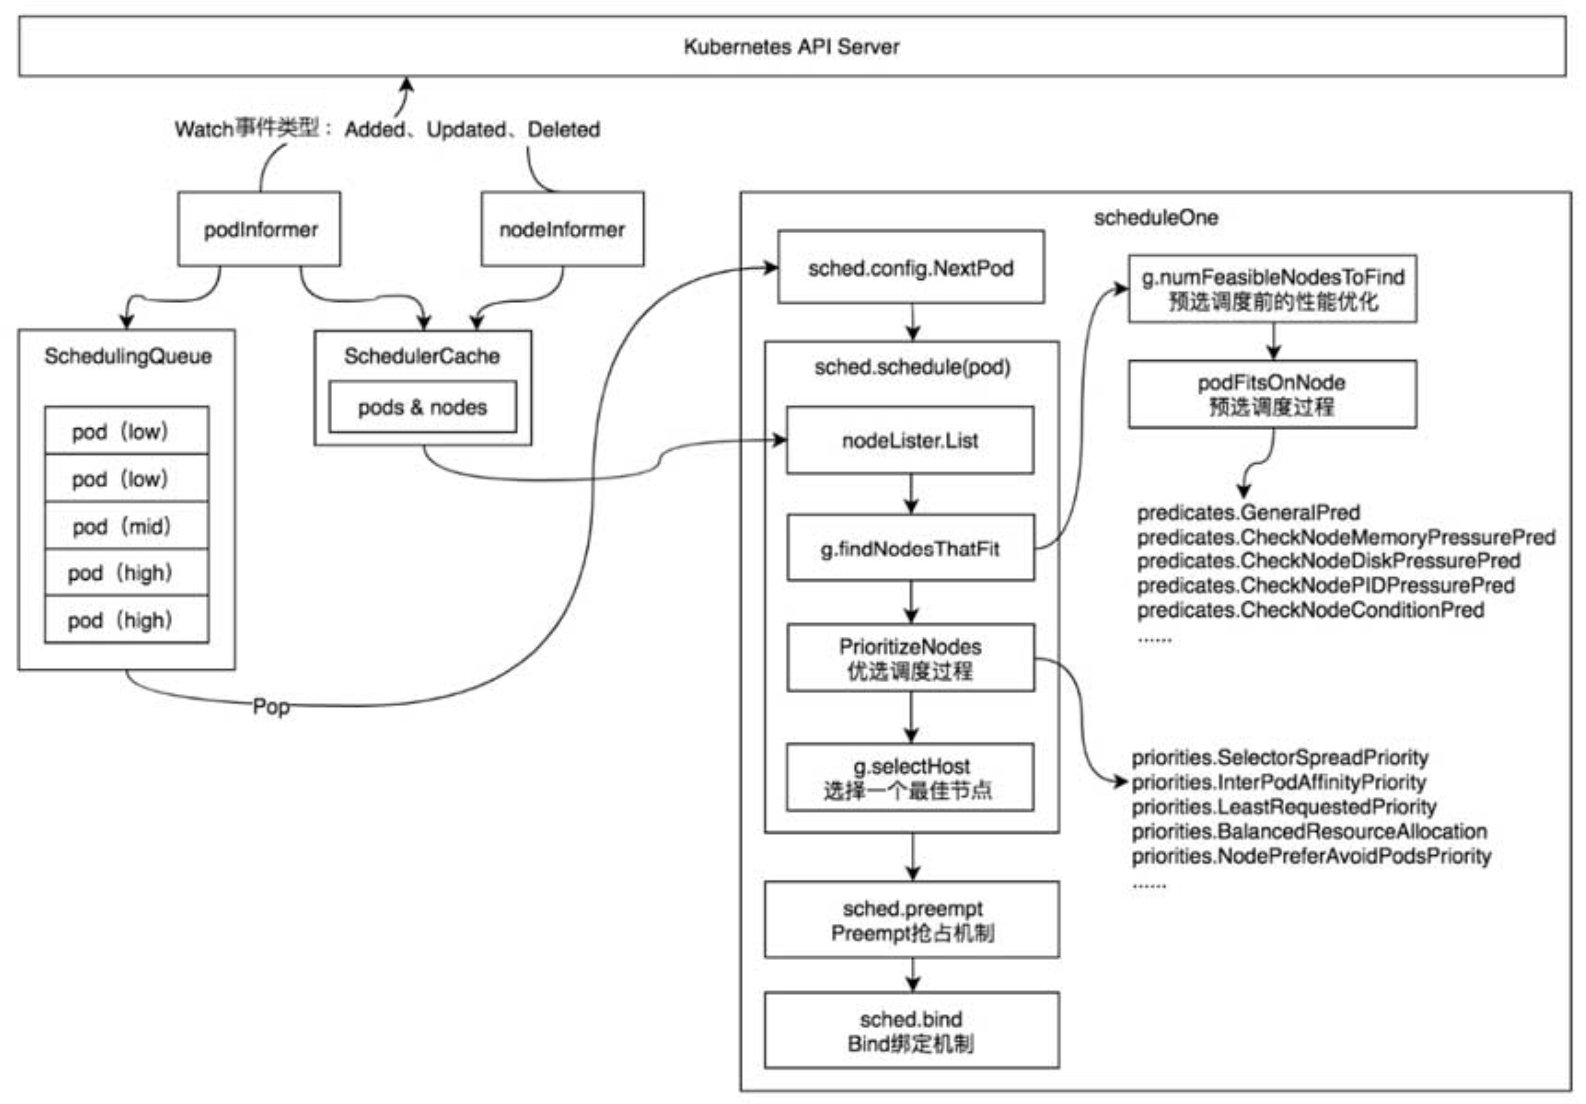 Kubernetes API Server
Watch事件类型：Added、Updated、Deleted
podInformer
nodeInformer
SchedulingQueue
pod（low）
pod（low）
pod（mid）
pod（high）
pod（high）
SchedulerCache
pods & nodes
Pop
scheduleOne
sched.config.NextPod
sched.schedule(pod)
nodeLister.List
g.findNodesThatFit
PrioritizeNodes
优选调度过程
g.selectHost
选择一个最佳节点
sched.preempt
Preempt抢占机制
sched.bind
Bind绑定机制
g.numFeasibleNodesToFind
预选调度前的性能优化
podFitsOnNode
预选调度过程
predicates.GeneralPred
predicates.CheckNodeMemoryPressurePred
predicates.CheckNodeDiskPressurePred
predicates.CheckNodePIDPressurePred
predicates.CheckNodeConditionPred
......
priorities.SelectorSpreadPriority
priorities.InterPodAffinityPriority
priorities.LeastRequestedPriority
priorities.BalancedResourceAllocation
priorities.NodePreferAvoidPodsPriority
......